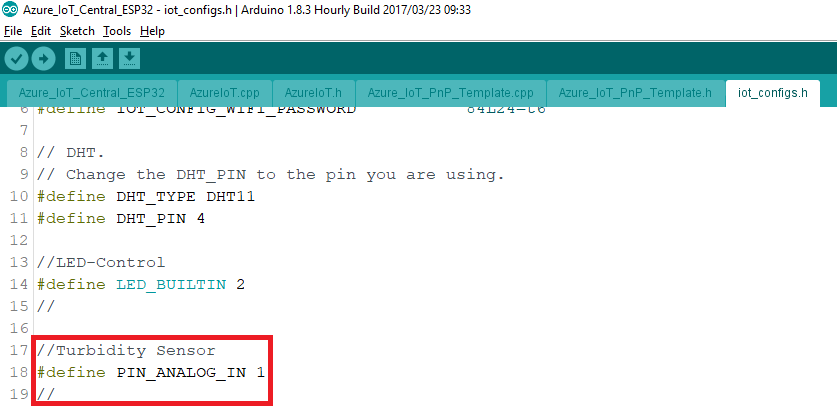 Azure_IoT_Central_ESP32 - iot_configs.h | Arduino 1.8.3 Hourly Build 2017/03/23 09:33
File Edit Sketch Tools Help
Azure_IoT_Central_ESP32 AzureIoT.cpp AzureIoT.h Azure_IoT_PnP_Template.cpp Azure_IoT_PnP_Template.h iot_configs.h
6 #define IOT_CONFIG_WIFI_PASSWORD
7
8 // DHT.
9 // Change the DHT_PIN to the pin you are using.
10 #define DHT_TYPE DHT11
11 #define DHT_PIN 4
12
13 //LED-Control
14 #define LED_BUILTIN 2
15 //
16
17 //Turbidity Sensor
18 #define PIN_ANALOG_IN 1
19 //